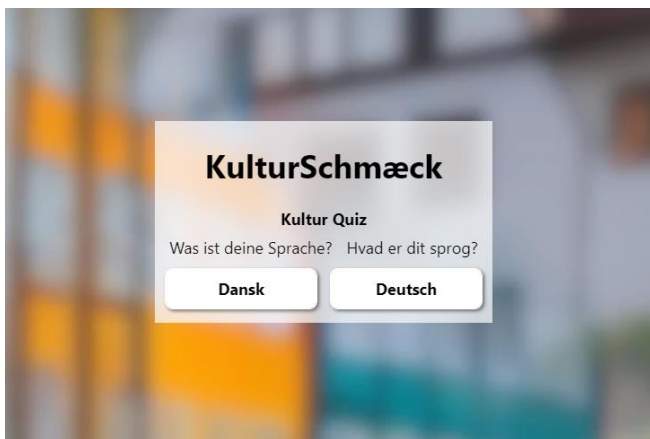 KulturSchmæck
Kultur Quiz
Was ist deine Sprache? Hvad er dit sprog?
Dansk Deutsch